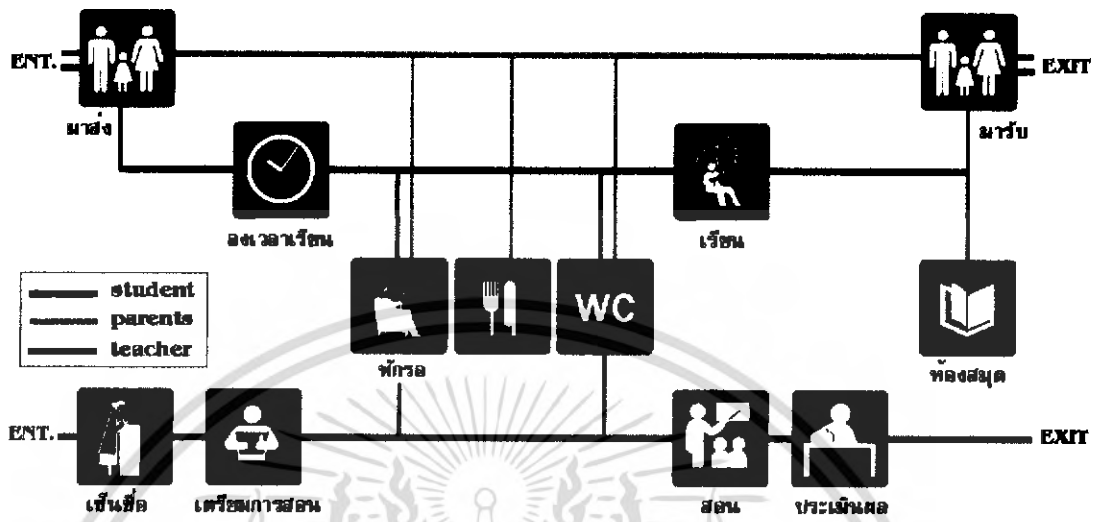 ENT.
EXIT
มาส่ง
มารับ
ลงเวลาเรียน
เรียน
student
parents
teacher
WC
พักรอ
ห้องสมุด
ENT.
EXIT
เซ็นชื่อ
เตรียมการสอน
สอน
ประเมินผล